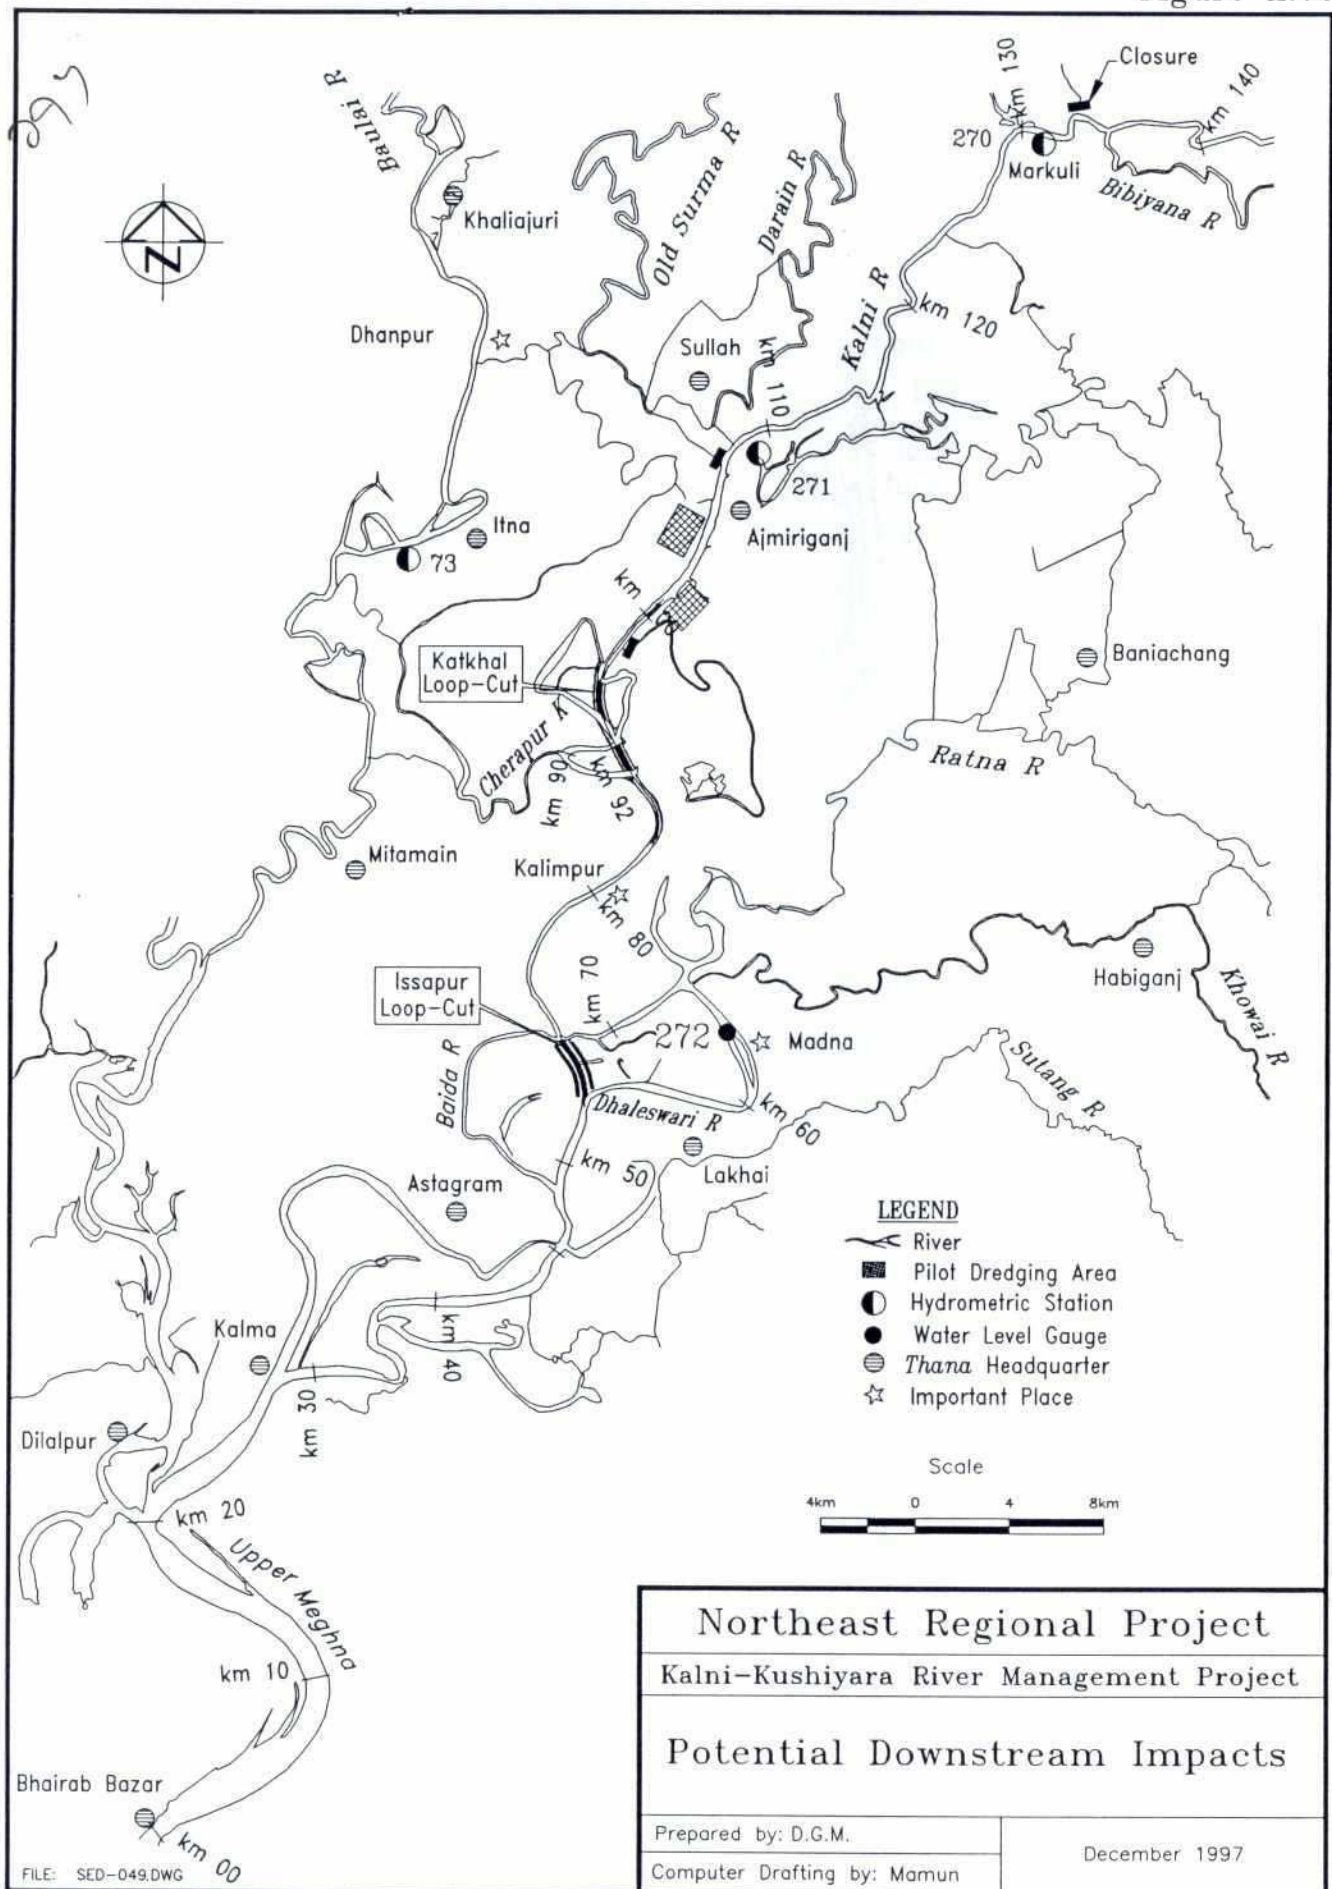 Baulai R
Khaliajuri
Old Surma R
Darain R
km 130
Closure
km 140
270
Markuli
Bibiyana R
N
Dhanpur
Sullah
km 110
Kalni R
km 120
271
Ajmiriganj
Itna
73
km
Katkhal
Loop-Cut
Cherapur K
km 90
km 92
Baniachang
Ratna R
Mitamain
Kalimpur
km 80
Habiganj
Khowai R
Issapur
Loop-Cut
km 70
272
Madna
Sutang R
Baida R
Dhaleswari R
km 60
Lakhai
km 50
Astagram
LEGEND
River
Pilot Dredging Area
Hydrometric Station
Water Level Gauge
Thana Headquarter
Important Place
Kalma
km 40
km 30
Dilalpur
Scale
4km 0 4 8km
km 20
Upper Meghna
km 10
Bhairab Bazar
km 00
FILE: SED-049.DWG
Northeast Regional Project
Kalni-Kushiyara River Management Project
Potential Downstream Impacts
Prepared by: D.G.M.
Computer Drafting by: Mamun
December 1997